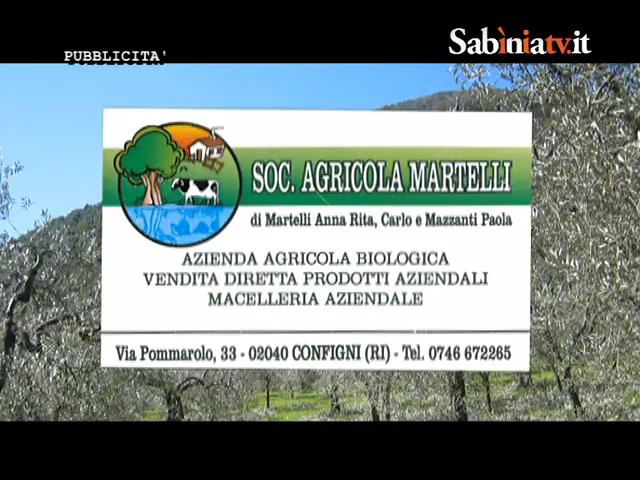 PUBBLICITA'
Sabìniatv.it
SOC. AGRICOLA MARTELLI
di Martelli Anna Rita, Carlo e Mazzanti Paola
AZIENDA AGRICOLA BIOLOGICA
VENDITA DIRETTA PRODOTTI AZIENDALI
MACELLERIA AZIENDALE
Via Pommarolo, 33 - 02040 CONFIGNI (RI) - Tel. 0746 672265